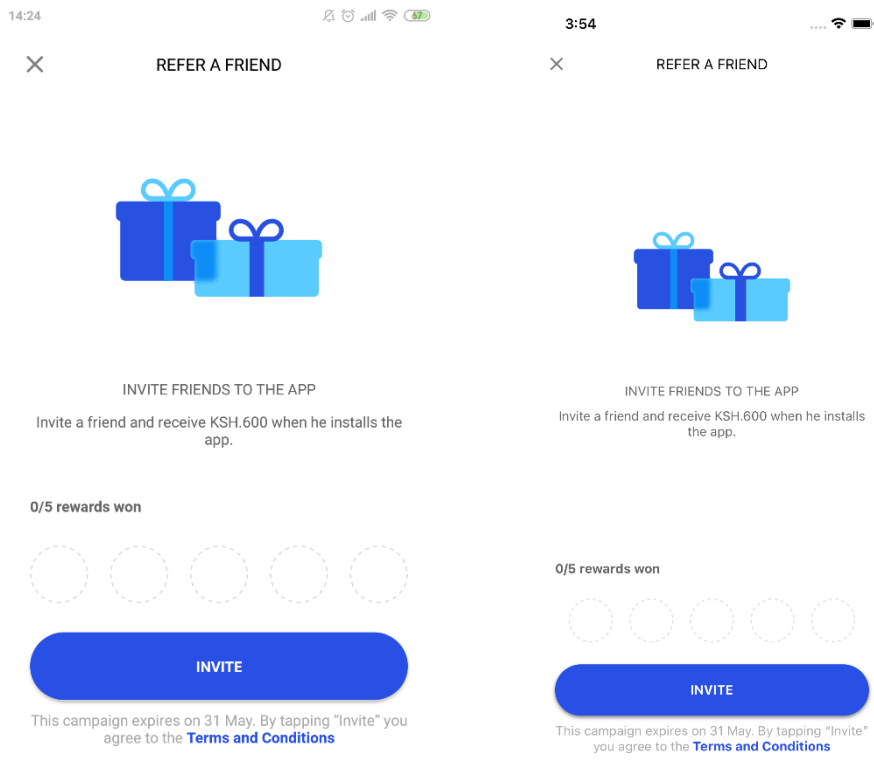 14:24
67
REFER A FRIEND
INVITE FRIENDS TO THE APP
Invite a friend and receive KSH.600 when he installs the
app.
0/5 rewards won
INVITE
This campaign expires on 31 May. By tapping “Invite” you
agree to the Terms and Conditions
3:54
REFER A FRIEND
INVITE FRIENDS TO THE APP
Invite a friend and receive KSH.600 when he installs
the app.
0/5 rewards won
INVITE
This campaign expires on 31 May. By tapping “Invite”
you agree to the Terms and Conditions